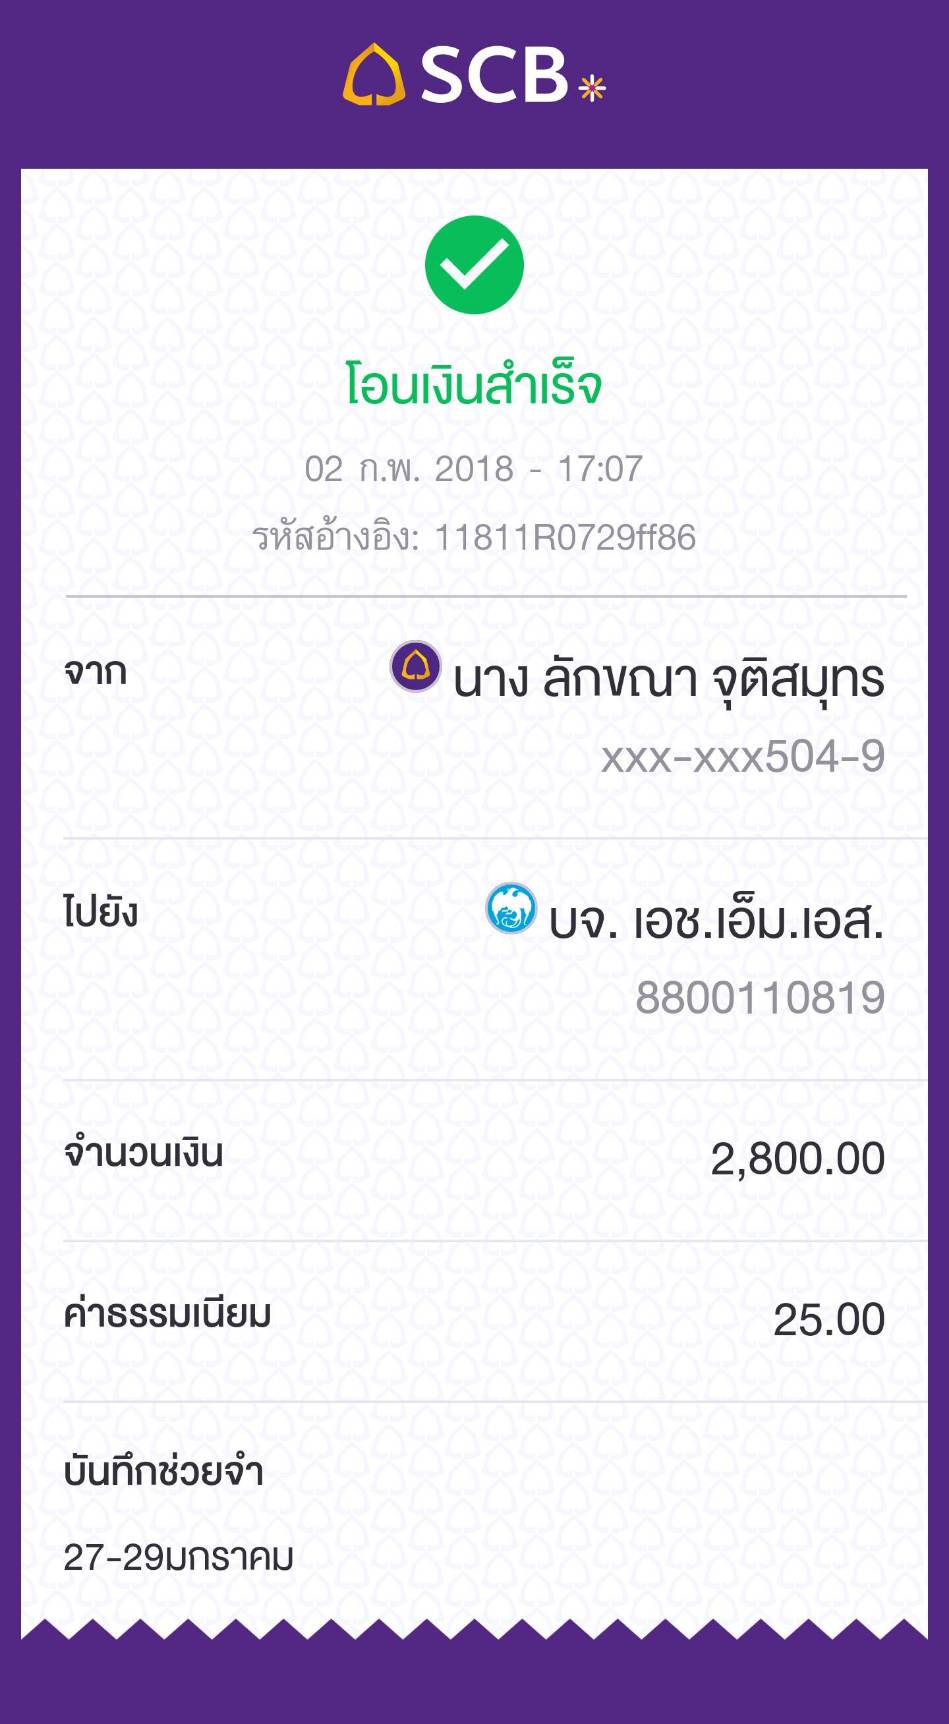 SCB
โอนเงินสำเร็จ
02 ก.พ. 2018 - 17:07
รหัสอ้างอิง: 11811R0729ff86
จาก
นาง ลักขณา จุติสมุทร
xxx-xxx504-9
ไปยัง
บจ. เอช.เอ็ม.เอส.
8800110819
จำนวนเงิน
2,800.00
ค่าธรรมเนียม
25.00
บันทึกช่วยจำ
27-29มกราคม